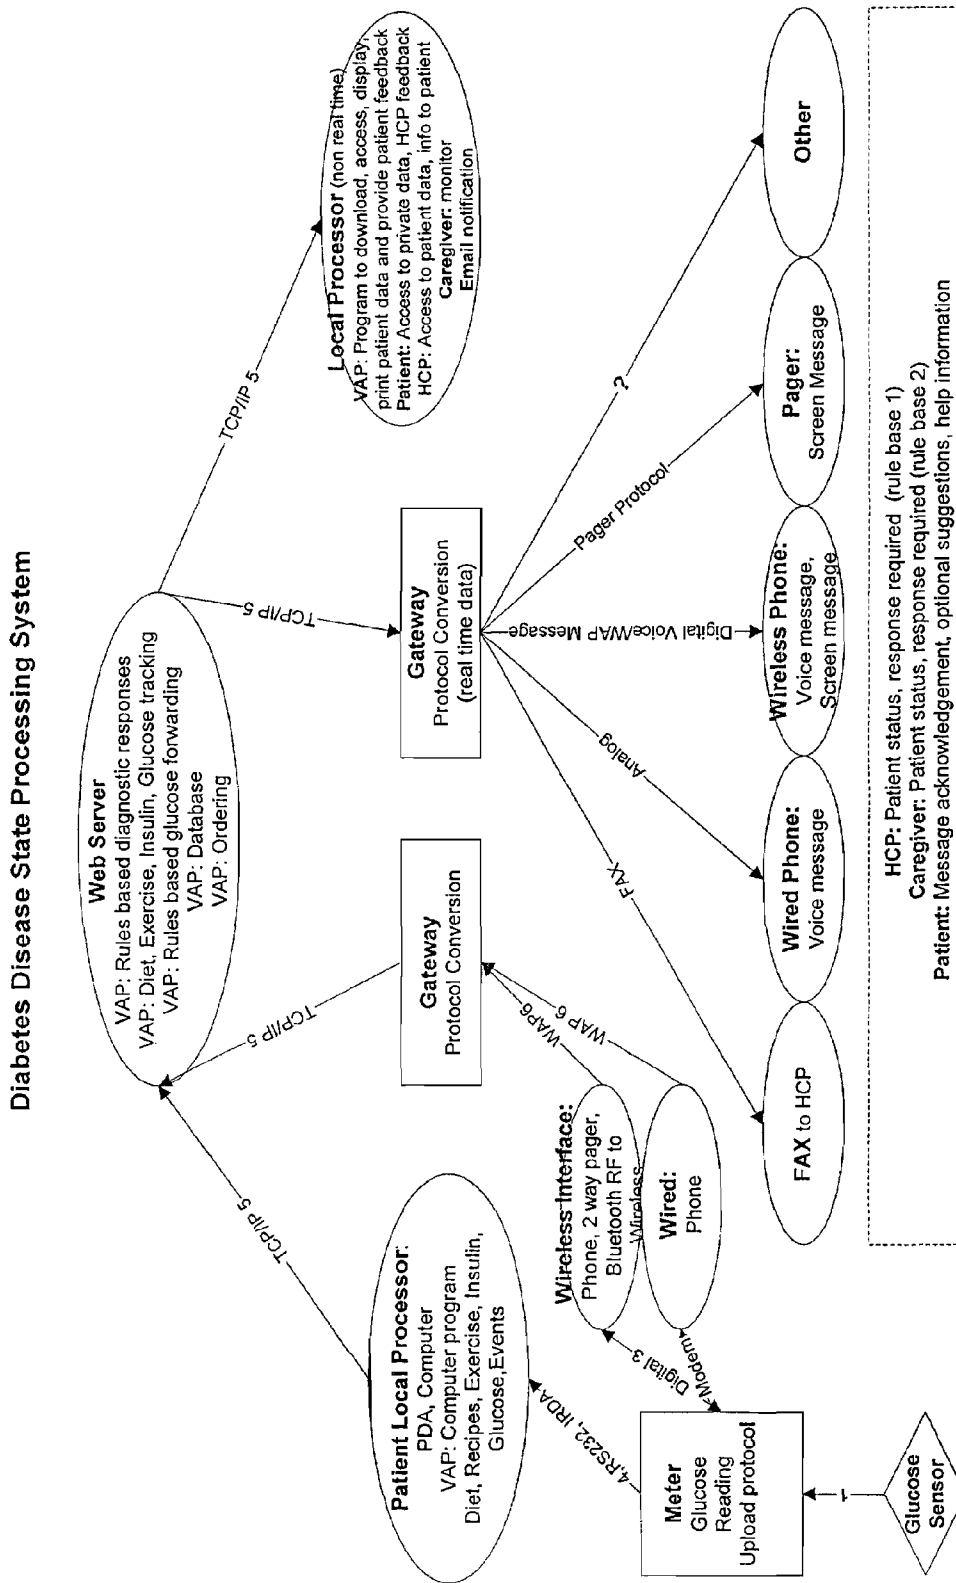 Diabetes Disease State Processing System
Web Server
VAP: Rules based diagnostic responses
VAP: Diet, Exercise, Insulin, Glucose tracking
VAP: Rules based glucose forwarding
VAP: Database
VAP: Ordering
TCP/IP 5
TCP/IP 5
TCP/IP 5
TCP/IP 5
Patient Local Processor:
PDA, Computer
VAP: Computer program
Diet, Recipes, Exercise, Insulin,
Glucose,Events
Gateway
Protocol Conversion
Gateway
Protocol Conversion
(real time data)
Local Processor (non real time)
VAP: Program to download, access, display,
print patient data and provide patient feedback
Patient: Access to private data, HCP feedback
HCP: Access to patient data, info to patient
Caregiver: monitor
Email notification
4,RS232, IRDA
WAP6
WAP 6
Wireless Interface:
Phone, 2 way pager,
Bluetooth RF to
Wireless
Wired:
Phone
Digital 3
Modem
Meter
Glucose
Reading
Upload protocol
1
Glucose
Sensor
FAX
Analog
Digital Voice/WAP Message
Pager Protocol
?
FAX to HCP
Wired Phone:
Voice message
Wireless Phone:
Voice message,
Screen message
Pager:
Screen Message
Other
HCP: Patient status, response required (rule base 1)
Caregiver: Patient status, response required (rule base 2)
Patient: Message acknowledgement, optional suggestions, help information